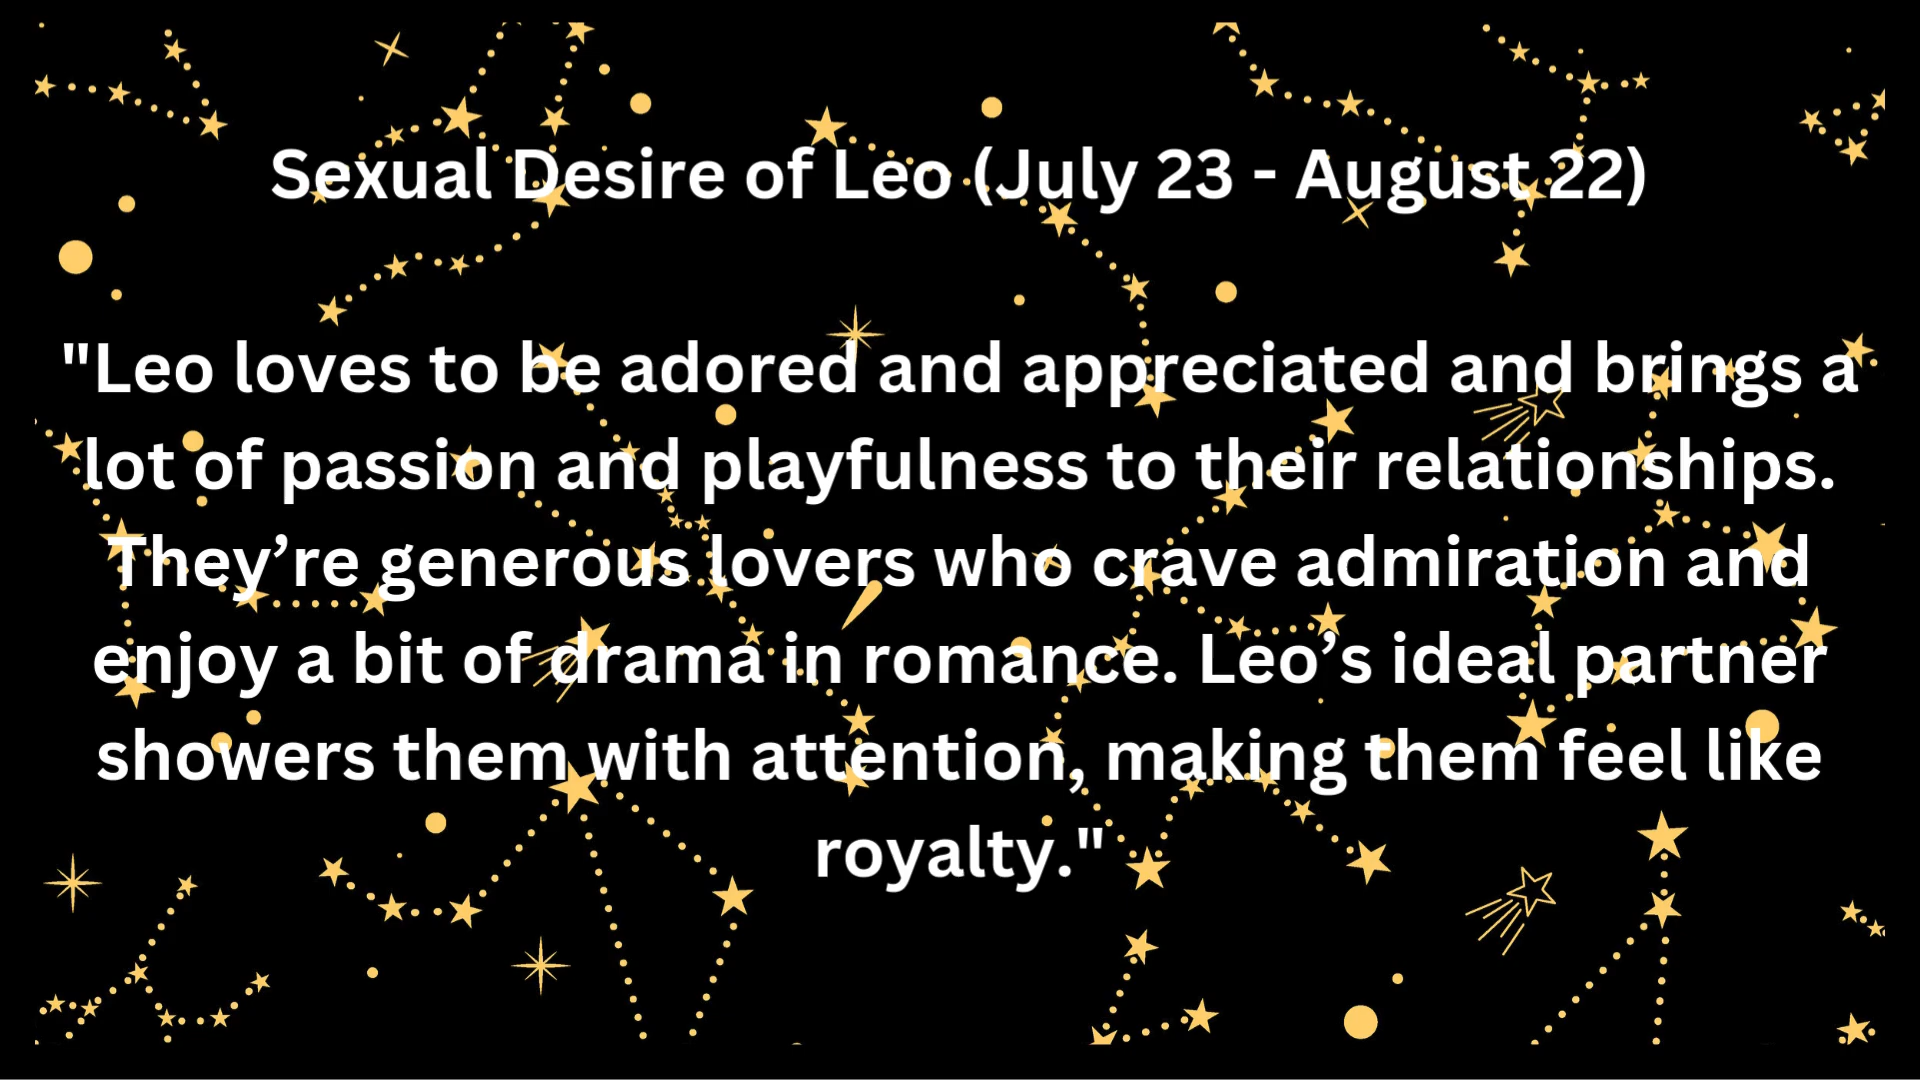 Sexual Desire of Leo (July 23 - August 22)
"Leo loves to be adored and appreciated and brings a
lot of passion and playfulness to their relationships.
They’re generous lovers who crave admiration and
enjoy a bit of drama in romance. Leo’s ideal partner
showers them with attention, making them feel like
royalty."